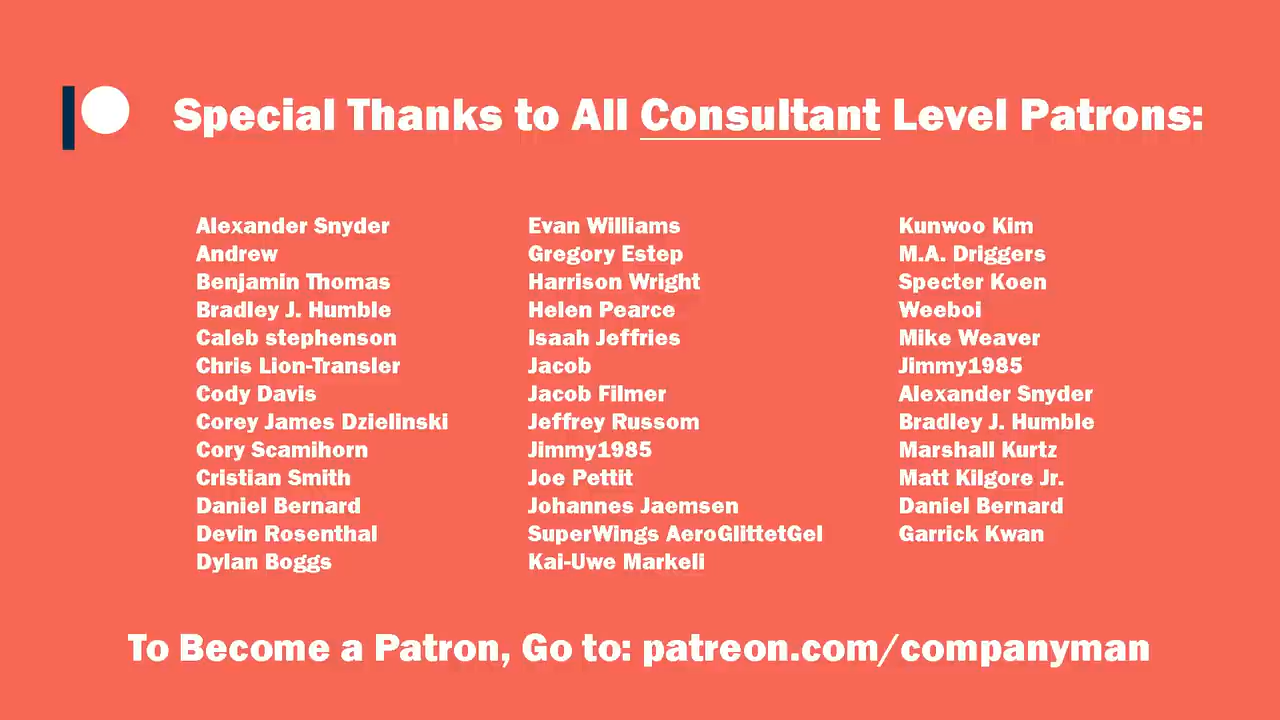 Special Thanks to All Consultant Level Patrons:
Alexander Snyder
Andrew
Benjamin Thomas
Bradley J. Humble
Caleb stephenson
Chris Lion-Transler
Cody Davis
Corey James Dzielinski
Cory Scamihorn
Cristian Smith
Daniel Bernard
Devin Rosenthal
Dylan Boggs
Evan Williams
Gregory Estep
Harrison Wright
Helen Pearce
Isaah Jeffries
Jacob
Jacob Filmer
Jeffrey Russom
Jimmy1985
Joe Pettit
Johannes Jaemsen
SuperWings AeroGlittetGel
Kai-Uwe Markeli
Kunwoo Kim
M.A. Driggers
Specter Koen
Weeboi
Mike Weaver
Jimmy1985
Alexander Snyder
Bradley J. Humble
Marshall Kurtz
Matt Kilgore Jr.
Daniel Bernard
Garrick Kwan
To Become a Patron, Go to: patreon.com/companyman